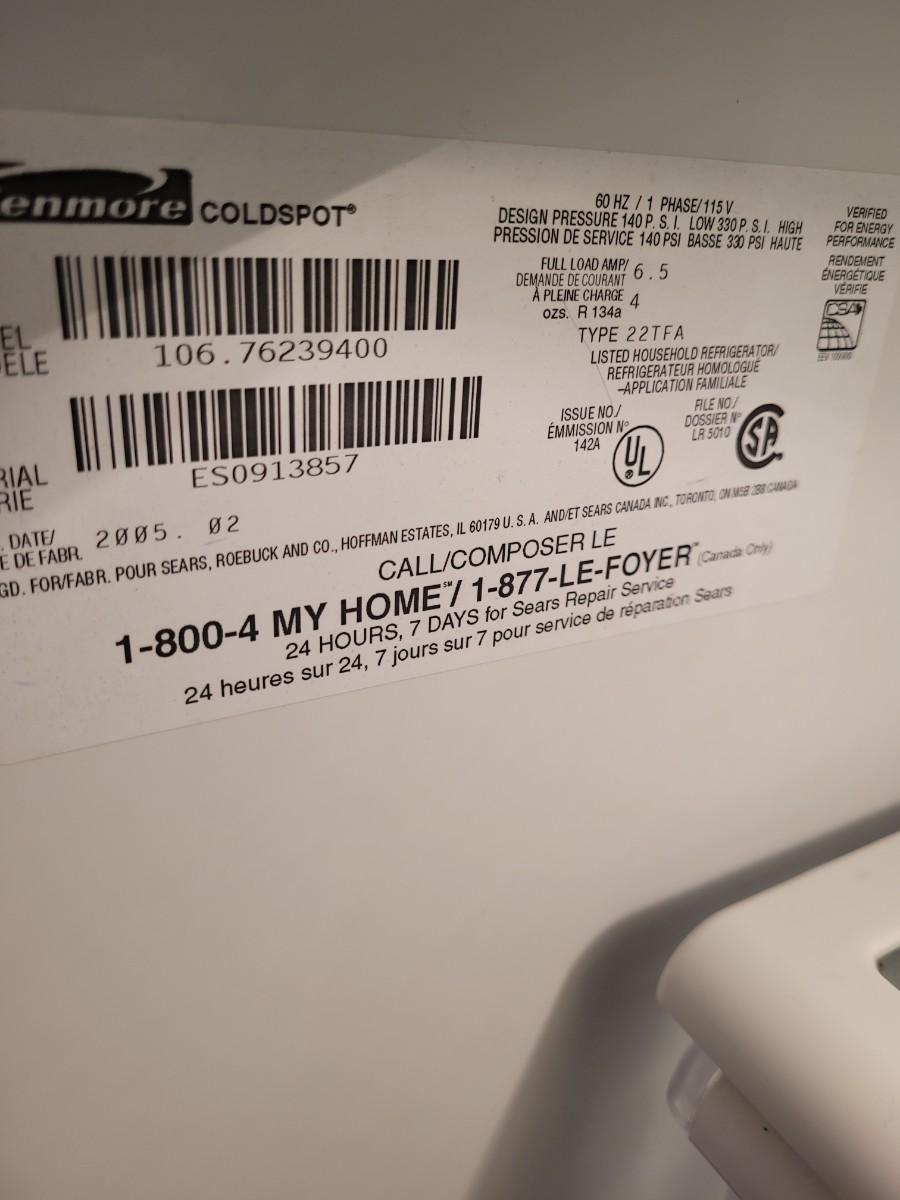 enmore COLDSPOT®
EL
ELE
106.76239400
RIAL
RIE
ES0913857
. DATE/
E DE FABR. 2005. 02
60 HZ / 1 PHASE/115 V
DESIGN PRESSURE 140 P. S. I. LOW 330 P. S. I. HIGH
PRESSION DE SERVICE 140 PSI BASSE 330 PSI HAUTE
FULL LOAD AMP/ 6.5
DEMANDE DE COURANT
À PLEINE CHARGE 4
ozs. R 134a
TYPE 22TFA
LISTED HOUSEHOLD REFRIGERATOR/
REFRIGERATEUR HOMOLOGUÉ
-APPLICATION FAMILIALE
ISSUE NO./
ÉMMISSION N°
142A
UL
FILE NO./
DOSSIER N°
LR 5010
SA
VERIFIED
FOR ENERGY
PERFORMANCE
RENDEMENT
ÉNERGÉTIQUE
VÉRIFIÉ
CSA
GD. FOR/FABR. POUR SEARS, ROEBUCK AND CO., HOFFMAN ESTATES, IL 60179 U. S. A. AND/ET SEARS CANADA INC., TORONTO, ON M5B 2B8 CANADA
CALL/COMPOSER LE
1-800-4 MY HOME℠/ 1-877-LE-FOYER℠ (Canada Only)
24 HOURS, 7 DAYS for Sears Repair Service
24 heures sur 24, 7 jours sur 7 pour service de réparation Sears